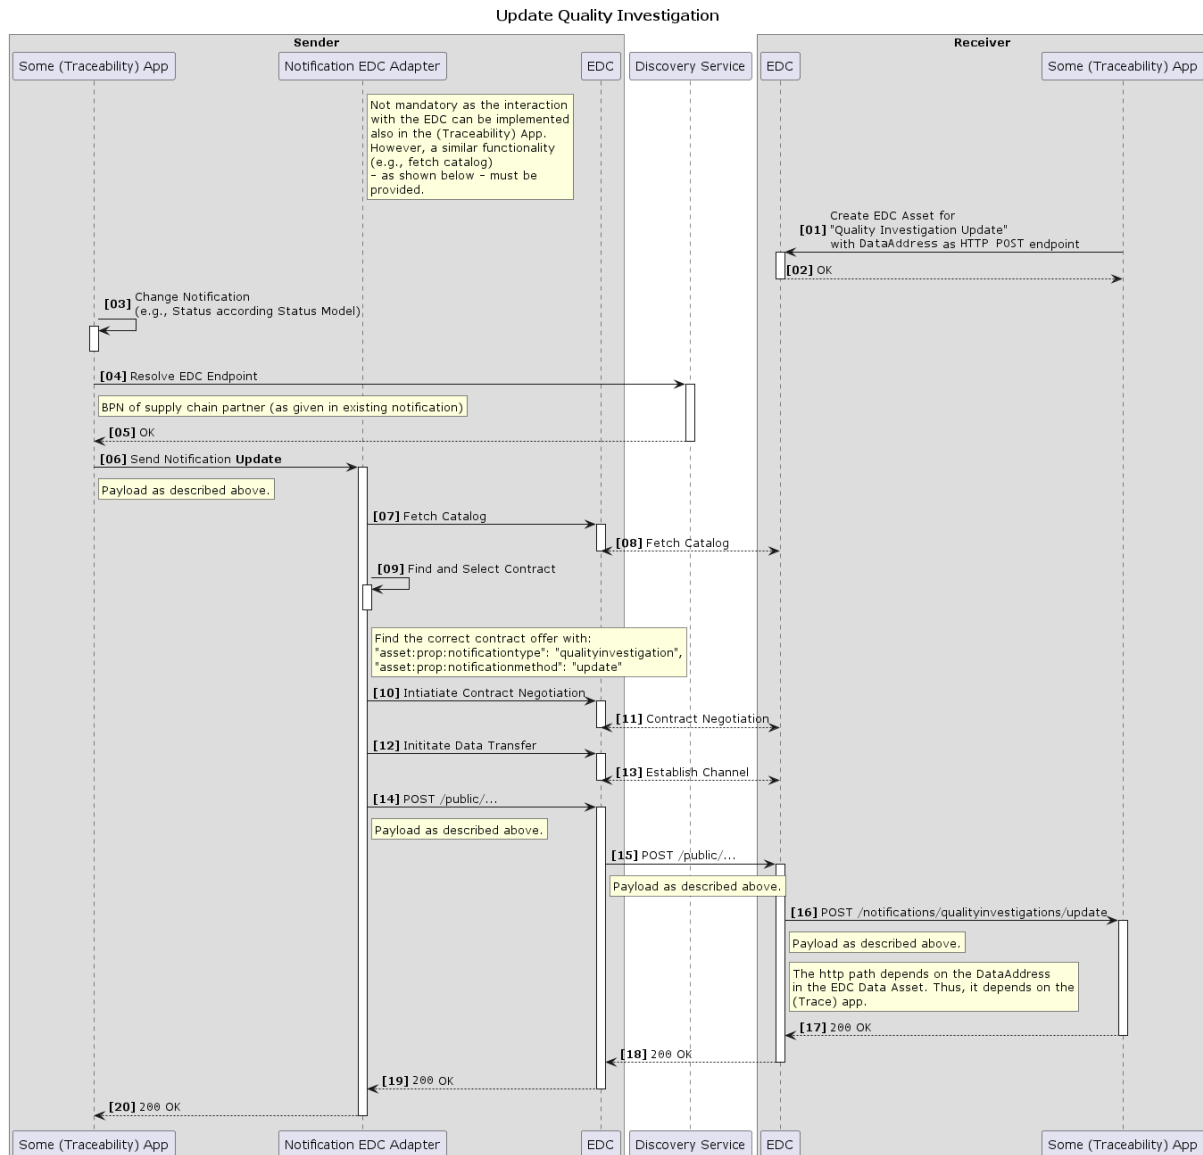 Update Quality Investigation
Sender
Receiver
Some (Traceability) App
Notification EDC Adapter
EDC
Discovery Service
EDC
Some (Traceability) App
Not mandatory as the interaction
with the EDC can be implemented
also in the (Traceability) App.
However, a similar functionality
(e.g., fetch catalog)
- as shown below - must be
provided.
Create EDC Asset for
[01] "Quality Investigation Update"
with DataAddress as HTTP POST endpoint
[02] OK
Change Notification
[03] (e.g., Status according Status Model)
[04] Resolve EDC Endpoint
BPN of supply chain partner (as given in existing notification)
[05] OK
[06] Send Notification Update
Payload as described above.
[07] Fetch Catalog
[08] Fetch Catalog
[09] Find and Select Contract
Find the correct contract offer with:
"asset:prop:notificationtype": "qualityinvestigation",
"asset:prop:notificationmethod": "update"
[10] Intiatiate Contract Negotiation
[11] Contract Negotiation
[12] Inititate Data Transfer
[13] Establish Channel
[14] POST /public/...
Payload as described above.
[15] POST /public/...
Payload as described above.
[16] POST /notifications/qualityinvestigations/update
Payload as described above.
The http path depends on the DataAddress
in the EDC Data Asset. Thus, it depends on the
(Trace) app.
[17] 200 OK
[18] 200 OK
[19] 200 OK
[20] 200 OK
Some (Traceability) App
Notification EDC Adapter
EDC
Discovery Service
EDC
Some (Traceability) App